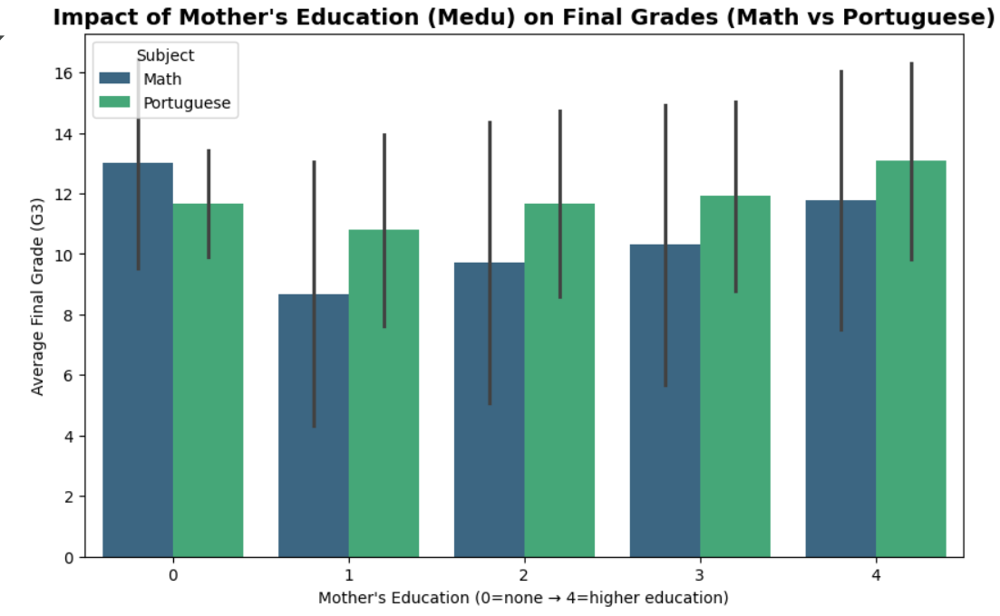 Impact of Mother's Education (Medu) on Final Grades (Math vs Portuguese)
Subject
Math
Portuguese
Average Final Grade (G3)
16
14
12
10
8
6
4
2
0
0 1 2 3 4
Mother's Education (0=none → 4=higher education)